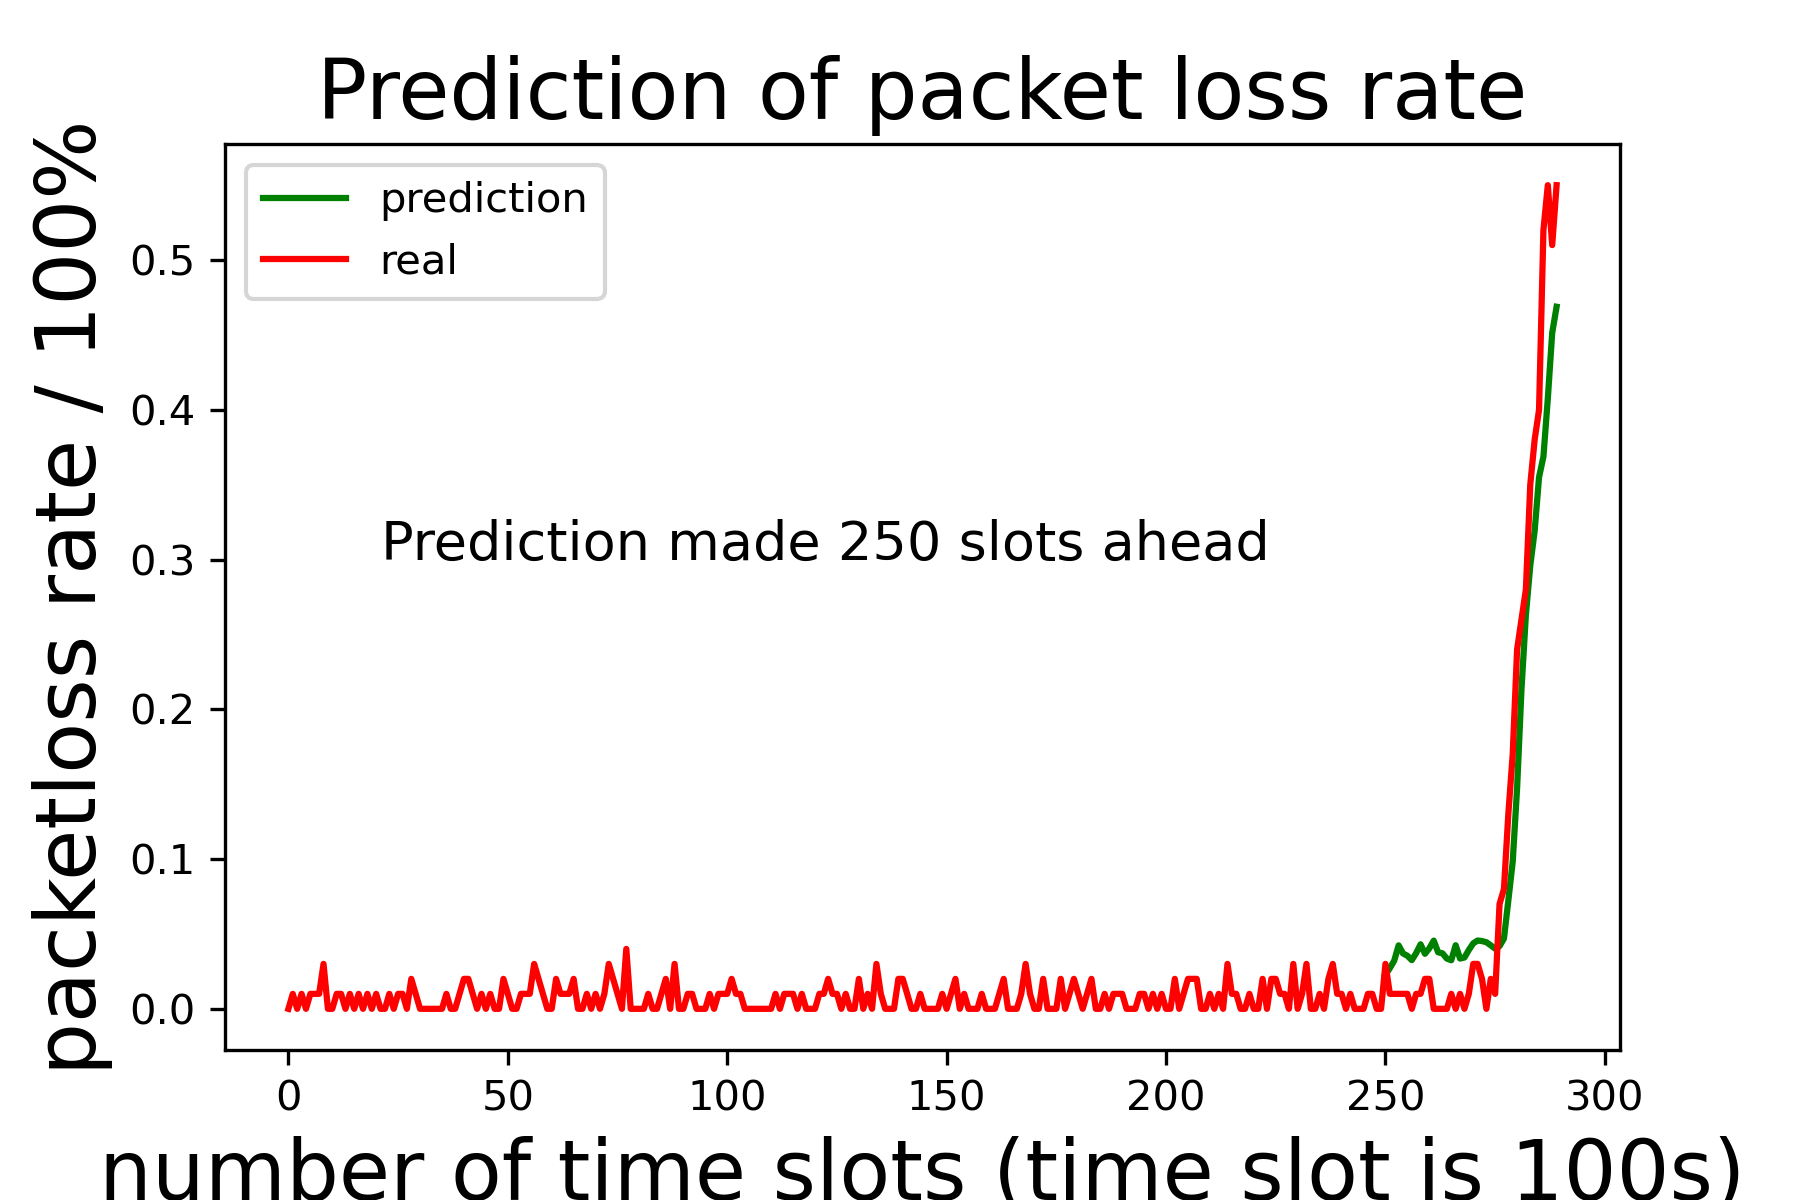 Prediction of packet loss rate
packetloss rate / 100%
prediction
real
0.5
0.4
0.3
0.2
0.1
0.0
Prediction made 250 slots ahead
0 50 100 150 200 250 300
number of time slots (time slot is 100s)